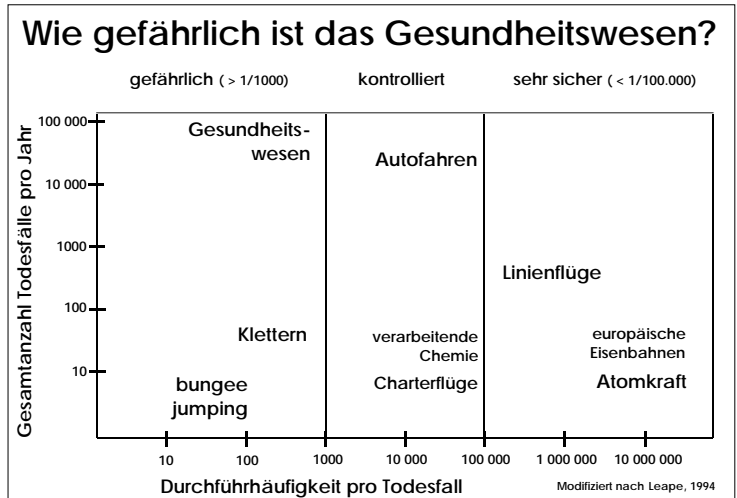 Wie gefährlich ist das Gesundheitswesen?
gefährlich ( > 1/1000)
kontrolliert
sehr sicher ( < 1/100.000)
Gesamtanzahl Todesfälle pro Jahr
100 000
10 000
1000
100
10
Gesundheits-
wesen
Autofahren
Linienflüge
Klettern
verarbeitende
Chemie
europäische
Eisenbahnen
bungee
jumping
Charterflüge
Atomkraft
10
100
1000
10 000
100 000
1 000 000
10 000 000
Durchführhäufigkeit pro Todesfall
Modifiziert nach Leape, 1994